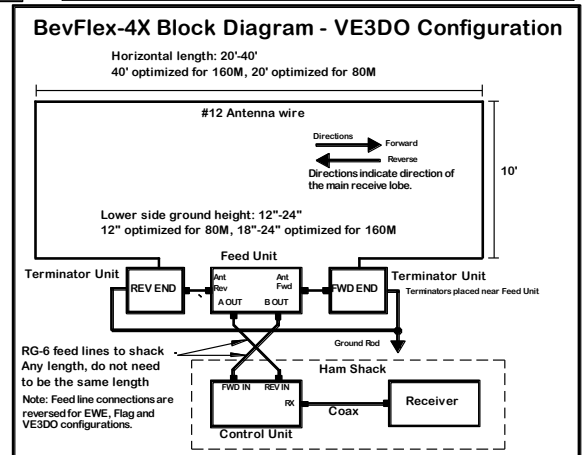 BevFlex-4X Block Diagram - VE3DO Configuration
Horizontal length: 20'-40'
40' optimized for 160M, 20' optimized for 80M
#12 Antenna wire
Directions
Forward
Reverse
Directions indicate direction of
the main receive lobe.
10'
Lower side ground height: 12"-24"
12" optimized for 80M, 18"-24" optimized for 160M
Feed Unit
Terminator Unit
REV END
Ant
Rev
Ant
Fwd
A OUT
B OUT
FWD END
Terminator Unit
Terminators placed near Feed Unit
Ground Rod
RG-6 feed lines to shack
Any length, do not need
to be the same length
Note: Feed line connections are
reversed for EWE, Flag and
VE3DO configurations.
Ham Shack
FWD IN
REV IN
RX
Control Unit
Coax
Receiver